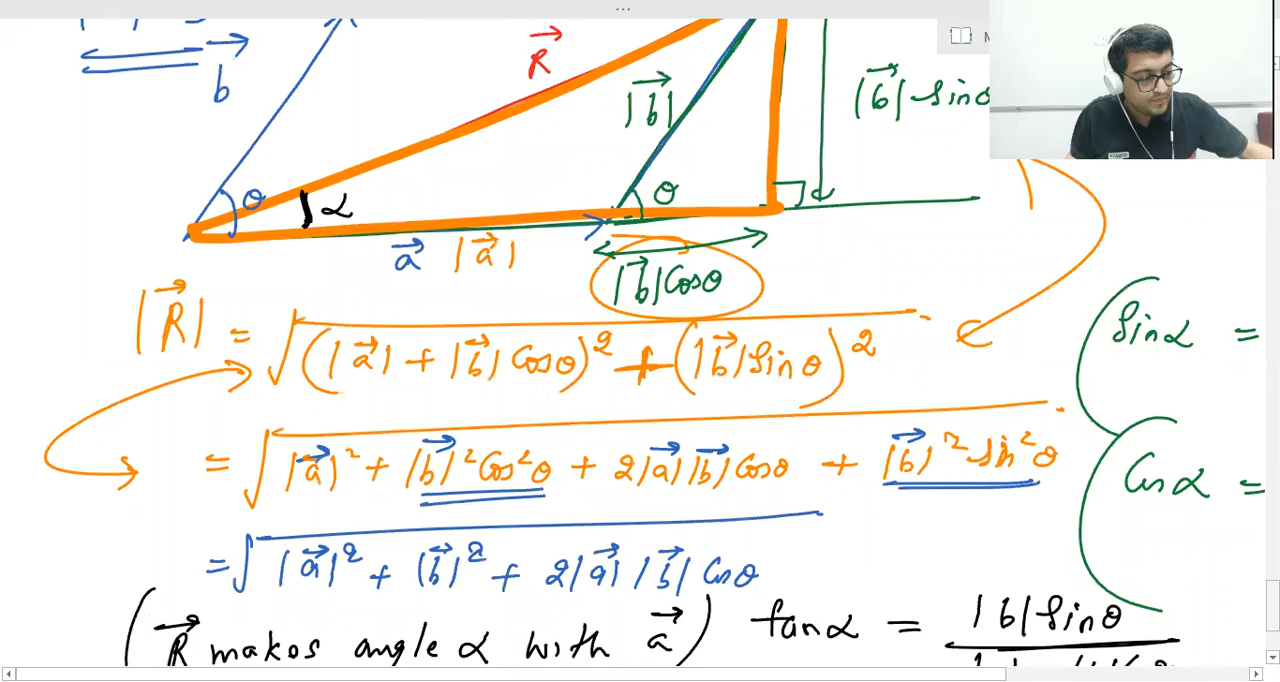 →b
→R
|→b|
|→b| sinθ
θ
α
θ
→a |→a|
|→b|cosθ
|→R| = √(|→a| + |→b| cosθ)² + (|→b| sinθ)²
sinα =
= √|→a|² + |→b|² cos²θ + 2|→a||→b| cosθ + |→b|² sin²θ
cosα =
= √|→a|² + |→b|² + 2|→a||→b| cosθ
(→R makes angle α with →a) tanα = |b| sinθ